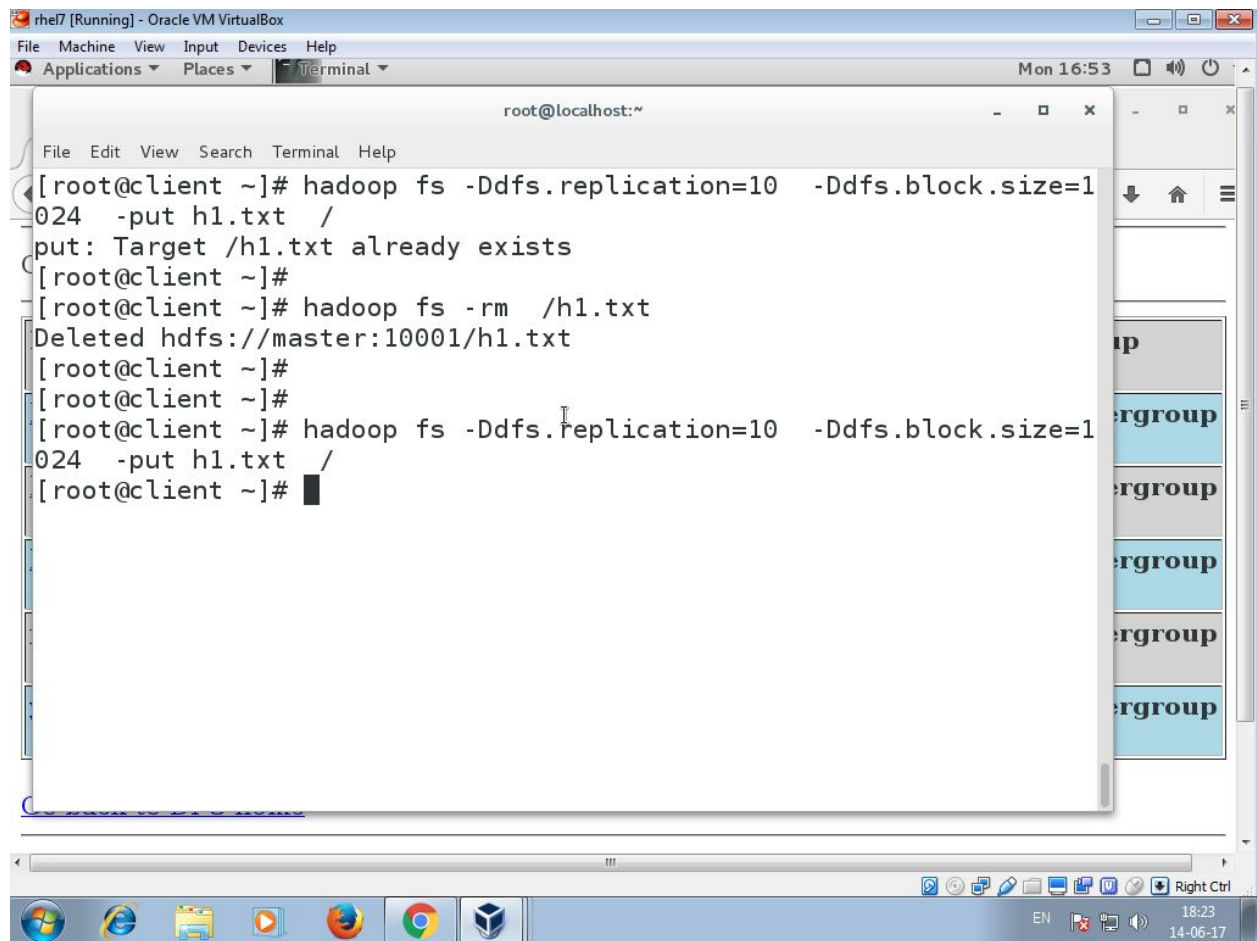 rhel7 [Running] - Oracle VM VirtualBox
File Machine View Input Devices Help
Applications Places Terminal Mon 16:53
root@localhost:~
File Edit View Search Terminal Help
[root@client ~]# hadoop fs -Ddfs.replication=10  -Ddfs.block.size=1
024  -put h1.txt  /
put: Target /h1.txt already exists
[root@client ~]#
[root@client ~]# hadoop fs -rm  /h1.txt
Deleted hdfs://master:10001/h1.txt
[root@client ~]#
[root@client ~]#
[root@client ~]# hadoop fs -Ddfs.replication=10  -Ddfs.block.size=1
024  -put h1.txt  /
[root@client ~]#
up
ergroup
ergroup
ergroup
ergroup
ergroup
Go back to DFS home
Right Ctrl
EN
18:23
14-06-17